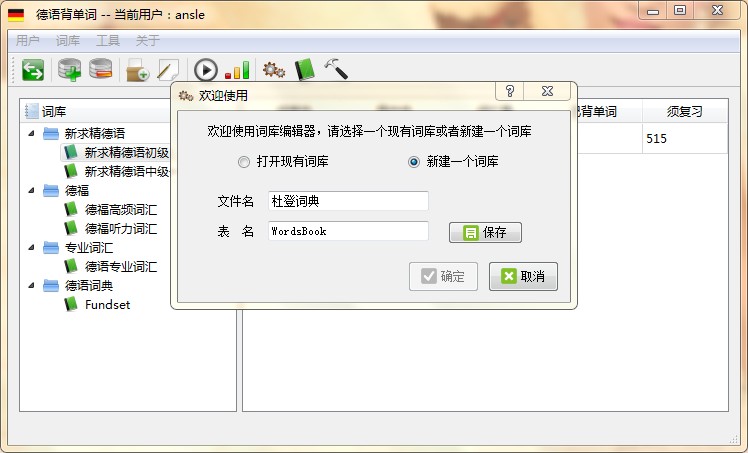 德语背单词 -- 当前用户：ansle
用户 词库 工具 关于
欢迎使用
欢迎使用词库编辑器，请选择一个现有词库或者新建一个词库
打开现有词库 新建一个词库
文件名 杜登词典
表 名 WordsBook 保存
确定 取消
词库
背单词 须复习
515
新求精德语
新求精德语初级
新求精德语中级
德福
德福高频词汇
德福听力词汇
专业词汇
德语专业词汇
德语词典
Fundset